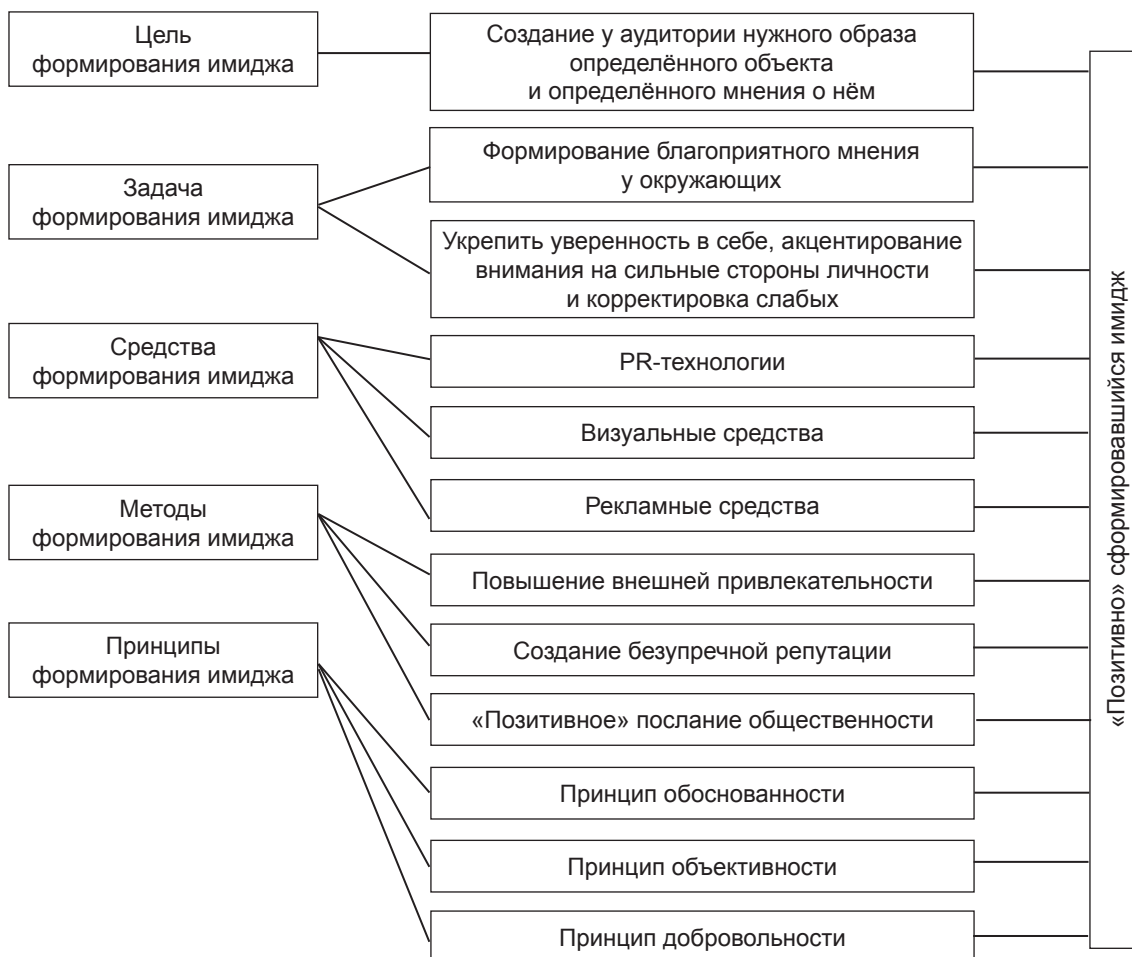 Цель
формирования имиджа
Создание у аудитории нужного образа
определённого объекта
и определённого мнения о нём
Задача
формирования имиджа
Формирование благоприятного мнения
у окружающих
Укрепить уверенность в себе, акцентирование
внимания на сильные стороны личности
и корректировка слабых
Средства
формирования имиджа
PR-технологии
Визуальные средства
Рекламные средства
Методы
формирования имиджа
Повышение внешней привлекательности
Создание безупречной репутации
«Позитивное» послание общественности
Принципы
формирования имиджа
Принцип обоснованности
Принцип объективности
Принцип добровольности
«Позитивно» сформировавшийся имидж